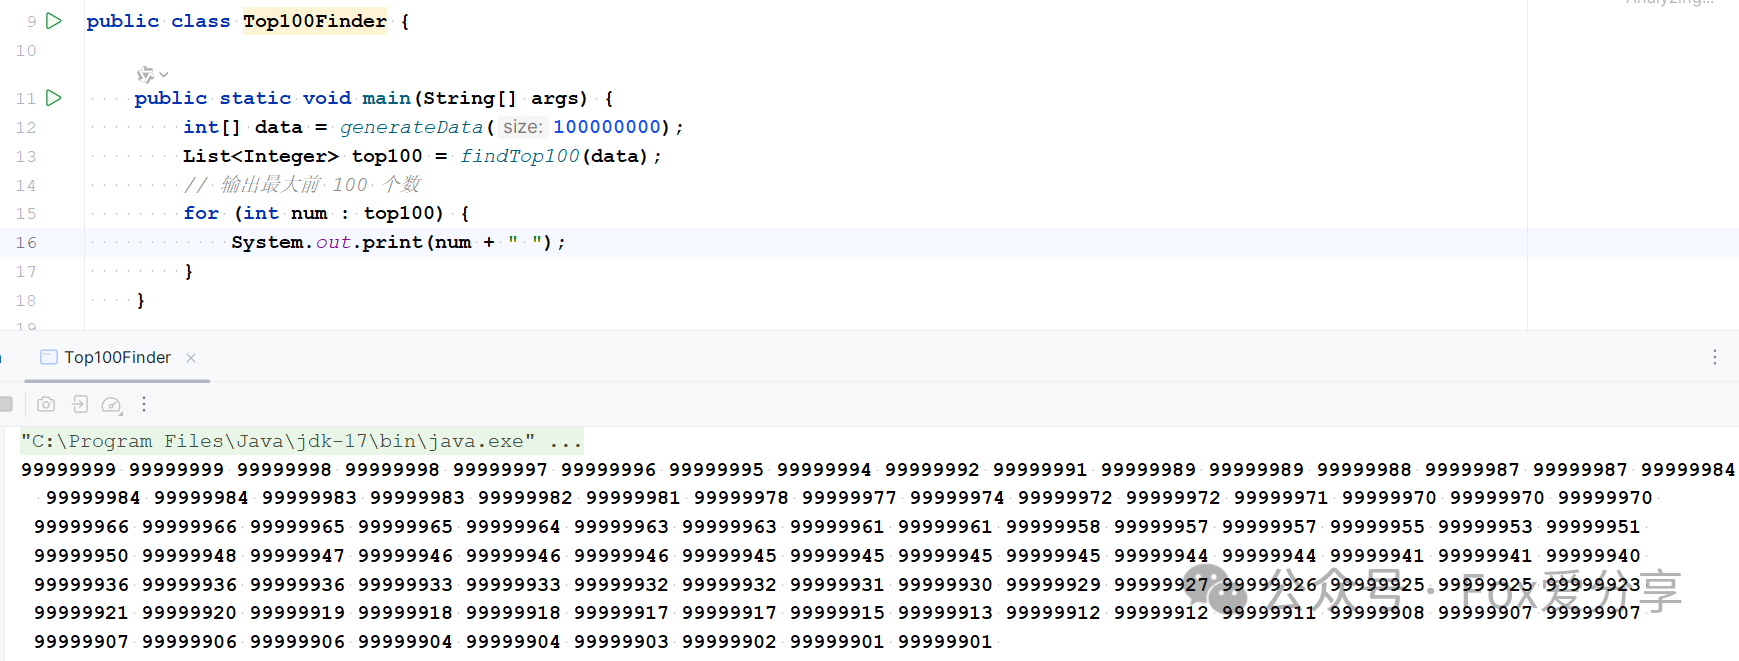 Analyzing...
9 public class Top100Finder {
10
11 public static void main(String[] args) {
12 int[] data = generateData( size: 100000000);
13 List<Integer> top100 = findTop100(data);
14 // 输出最大前 100 个数
15 for (int num : top100) {
16 System.out.print(num + " ");
17 }
18 }
19
Top100Finder
"C:\Program Files\Java\jdk-17\bin\java.exe" ...
99999999 99999999 99999998 99999998 99999997 99999996 99999995 99999994 99999992 99999991 99999989 99999989 99999988 99999987 99999987 99999984
99999984 99999984 99999983 99999983 99999982 99999981 99999978 99999977 99999974 99999972 99999972 99999971 99999970 99999970 99999970
99999966 99999966 99999965 99999965 99999964 99999963 99999963 99999961 99999961 99999958 99999957 99999957 99999955 99999953 99999951
99999950 99999948 99999947 99999946 99999946 99999946 99999945 99999945 99999945 99999945 99999944 99999944 99999941 99999941 99999940
99999936 99999936 99999936 99999933 99999933 99999932 99999932 99999931 99999930 99999929 99999927 99999926 99999925 99999925 99999923
99999921 99999920 99999919 99999918 99999918 99999917 99999917 99999915 99999913 99999912 99999912 99999911 99999908 99999907 99999907
99999907 99999906 99999906 99999904 99999904 99999903 99999902 99999901 99999901
公众号 · Fox爱分享